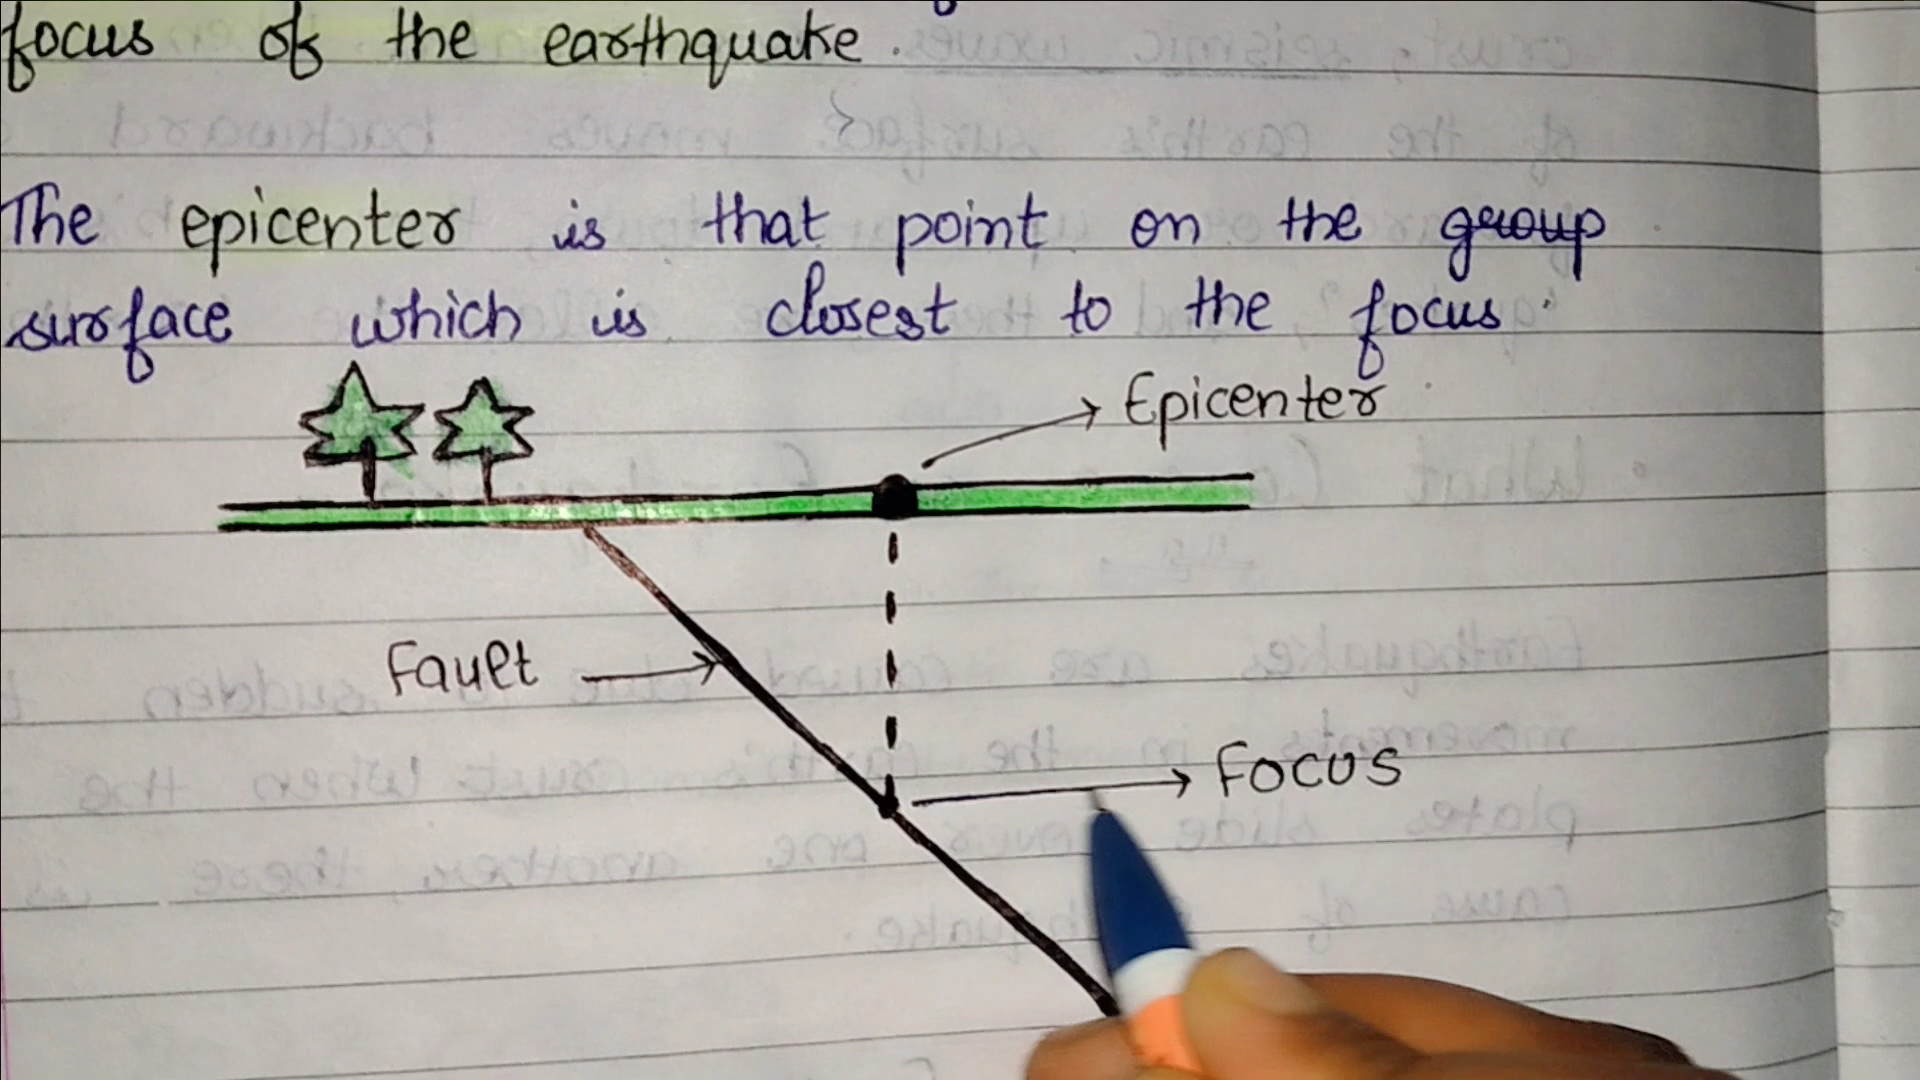 focus of the earthquake.
The epicenter is that point on the group
surface which is closest to the focus.
Epicenter
Fault
Focus